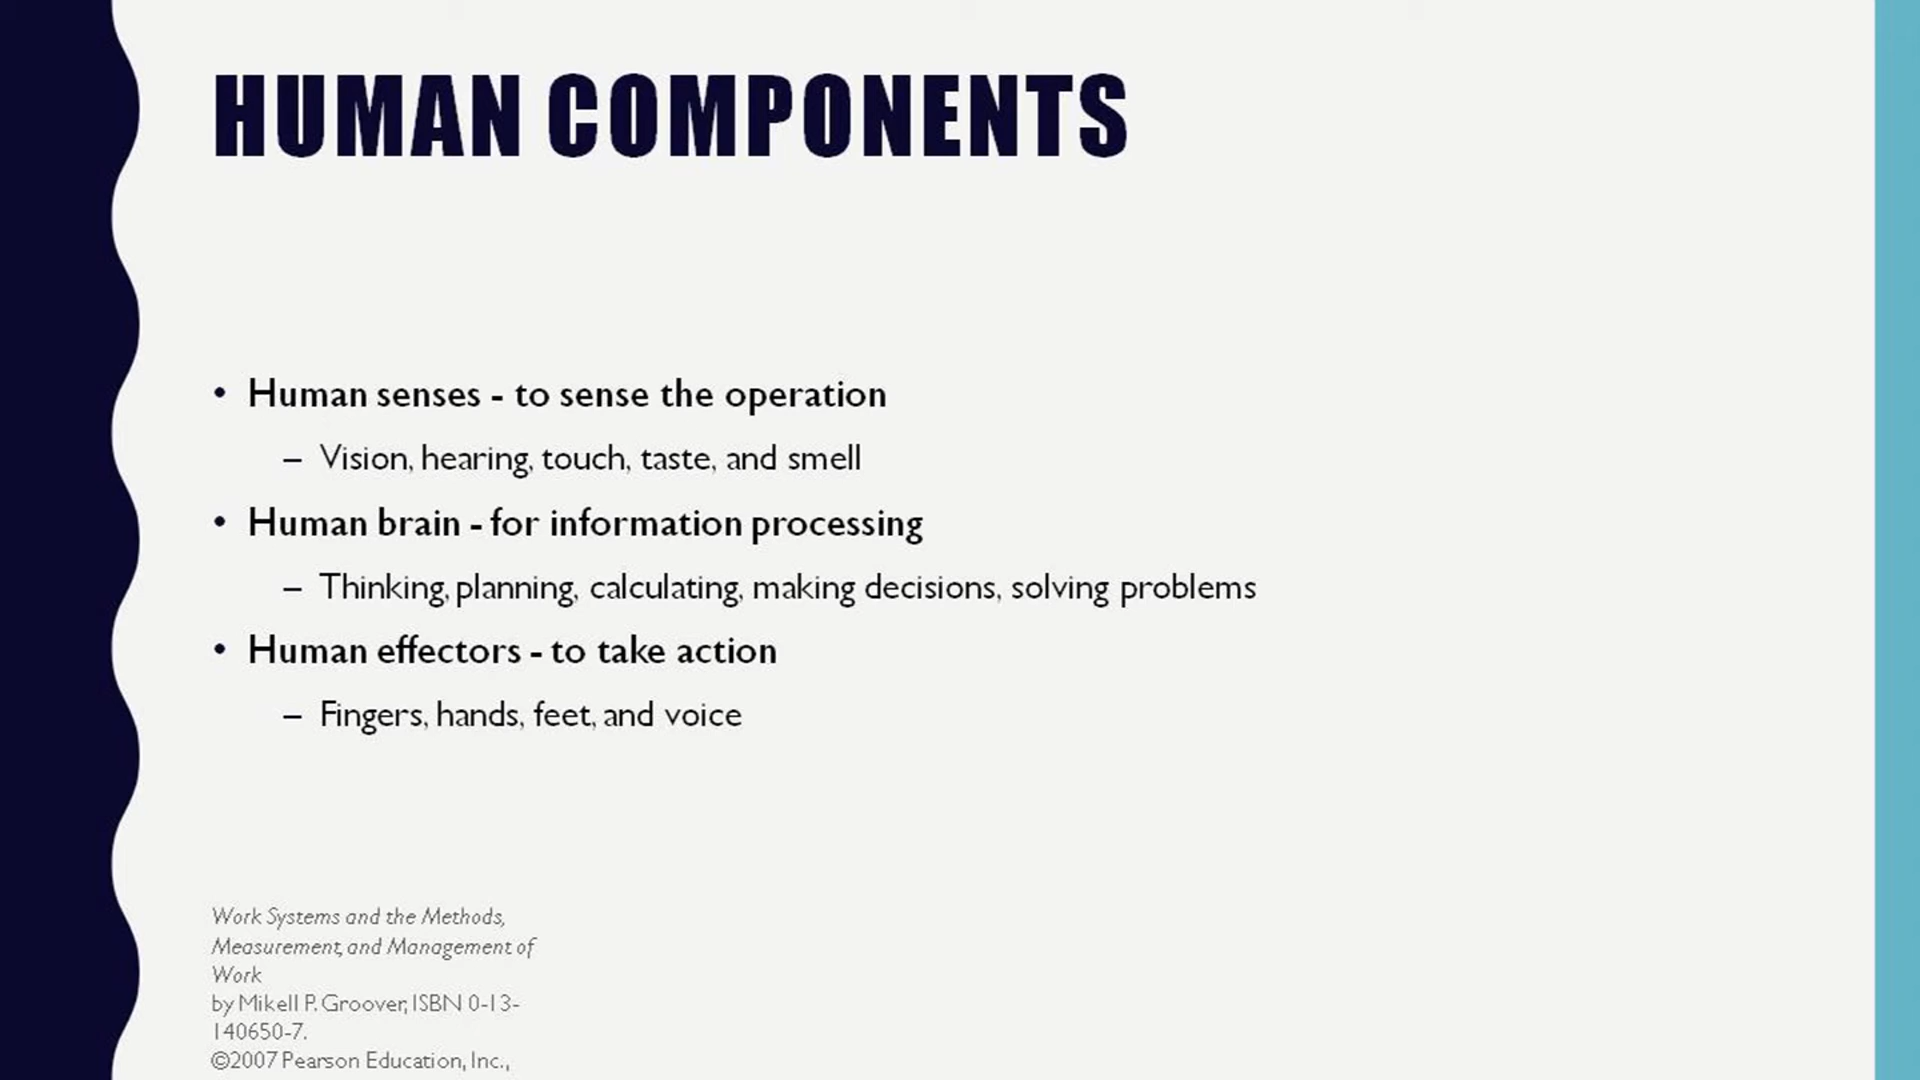 HUMAN COMPONENTS
• Human senses - to sense the operation
– Vision, hearing, touch, taste, and smell
• Human brain - for information processing
– Thinking, planning, calculating, making decisions, solving problems
• Human effectors - to take action
– Fingers, hands, feet, and voice
Work Systems and the Methods,
Measurement, and Management of
Work
by Mikell P. Groover, ISBN 0-13-
140650-7.
©2007 Pearson Education, Inc.,